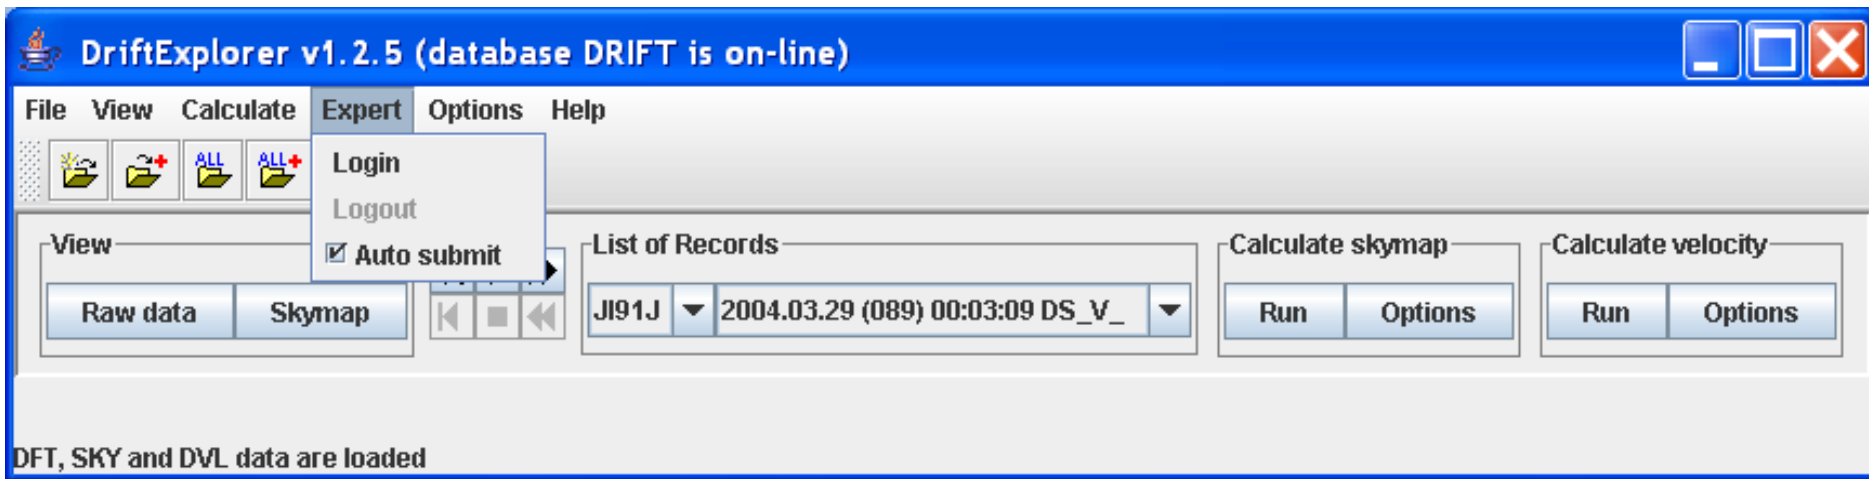 DriftExplorer v1.2.5 (database DRIFT is on-line)
File View Calculate Expert Options Help
ALL ALL
Login
Logout
Auto submit
View
Raw data Skymap
List of Records
JI91J 2004.03.29 (089) 00:03:09 DS_V_
Calculate skymap
Run Options
Calculate velocity
Run Options
DFT, SKY and DVL data are loaded